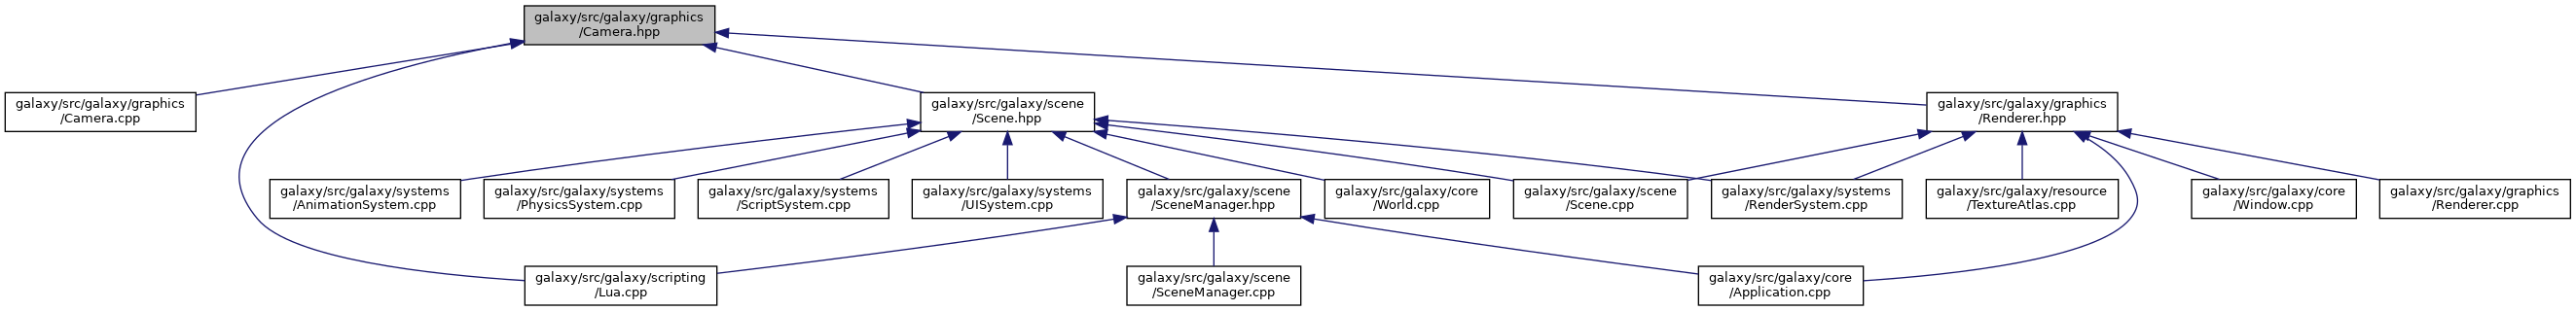 galaxy/src/galaxy/graphics
/Camera.hpp
galaxy/src/galaxy/graphics
/Camera.cpp
galaxy/src/galaxy/scene
/Scene.hpp
galaxy/src/galaxy/graphics
/Renderer.hpp
galaxy/src/galaxy/systems
/AnimationSystem.cpp
galaxy/src/galaxy/systems
/PhysicsSystem.cpp
galaxy/src/galaxy/systems
/ScriptSystem.cpp
galaxy/src/galaxy/systems
/UISystem.cpp
galaxy/src/galaxy/scene
/SceneManager.hpp
galaxy/src/galaxy/core
/World.cpp
galaxy/src/galaxy/scene
/Scene.cpp
galaxy/src/galaxy/systems
/RenderSystem.cpp
galaxy/src/galaxy/resource
/TextureAtlas.cpp
galaxy/src/galaxy/core
/Window.cpp
galaxy/src/galaxy/graphics
/Renderer.cpp
galaxy/src/galaxy/scripting
/Lua.cpp
galaxy/src/galaxy/scene
/SceneManager.cpp
galaxy/src/galaxy/core
/Application.cpp